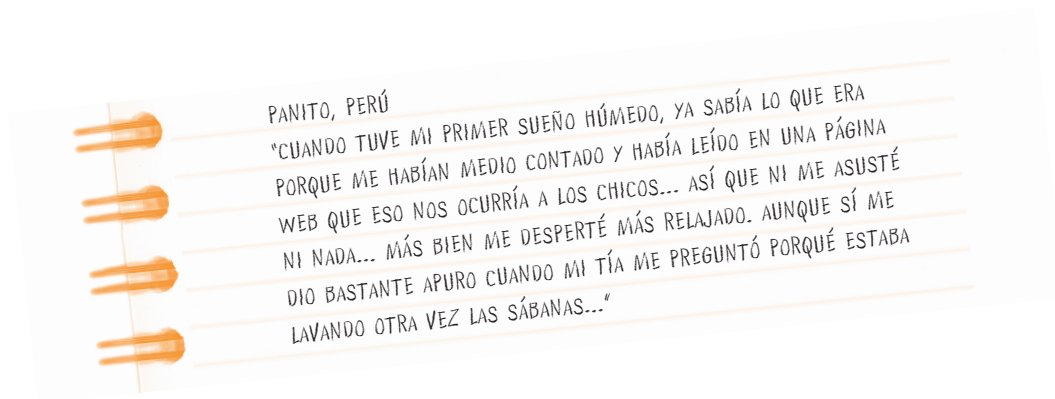 PANITO, PERÚ
"CUANDO TUVE MI PRIMER SUEÑO HÚMEDO, YA SABÍA LO QUE ERA
PORQUE ME HABÍAN MEDIO CONTADO Y HABÍA LEÍDO EN UNA PÁGINA
WEB QUE ESO NOS OCURRÍA A LOS CHICOS... ASÍ QUE NI ME ASUSTÉ
NI NADA... MÁS BIEN ME DESPERTÉ MÁS RELAJADO. AUNQUE SÍ ME
DIO BASTANTE APURO CUANDO MI TÍA ME PREGUNTÓ PORQUÉ ESTABA
LAVANDO OTRA VEZ LAS SÁBANAS..."